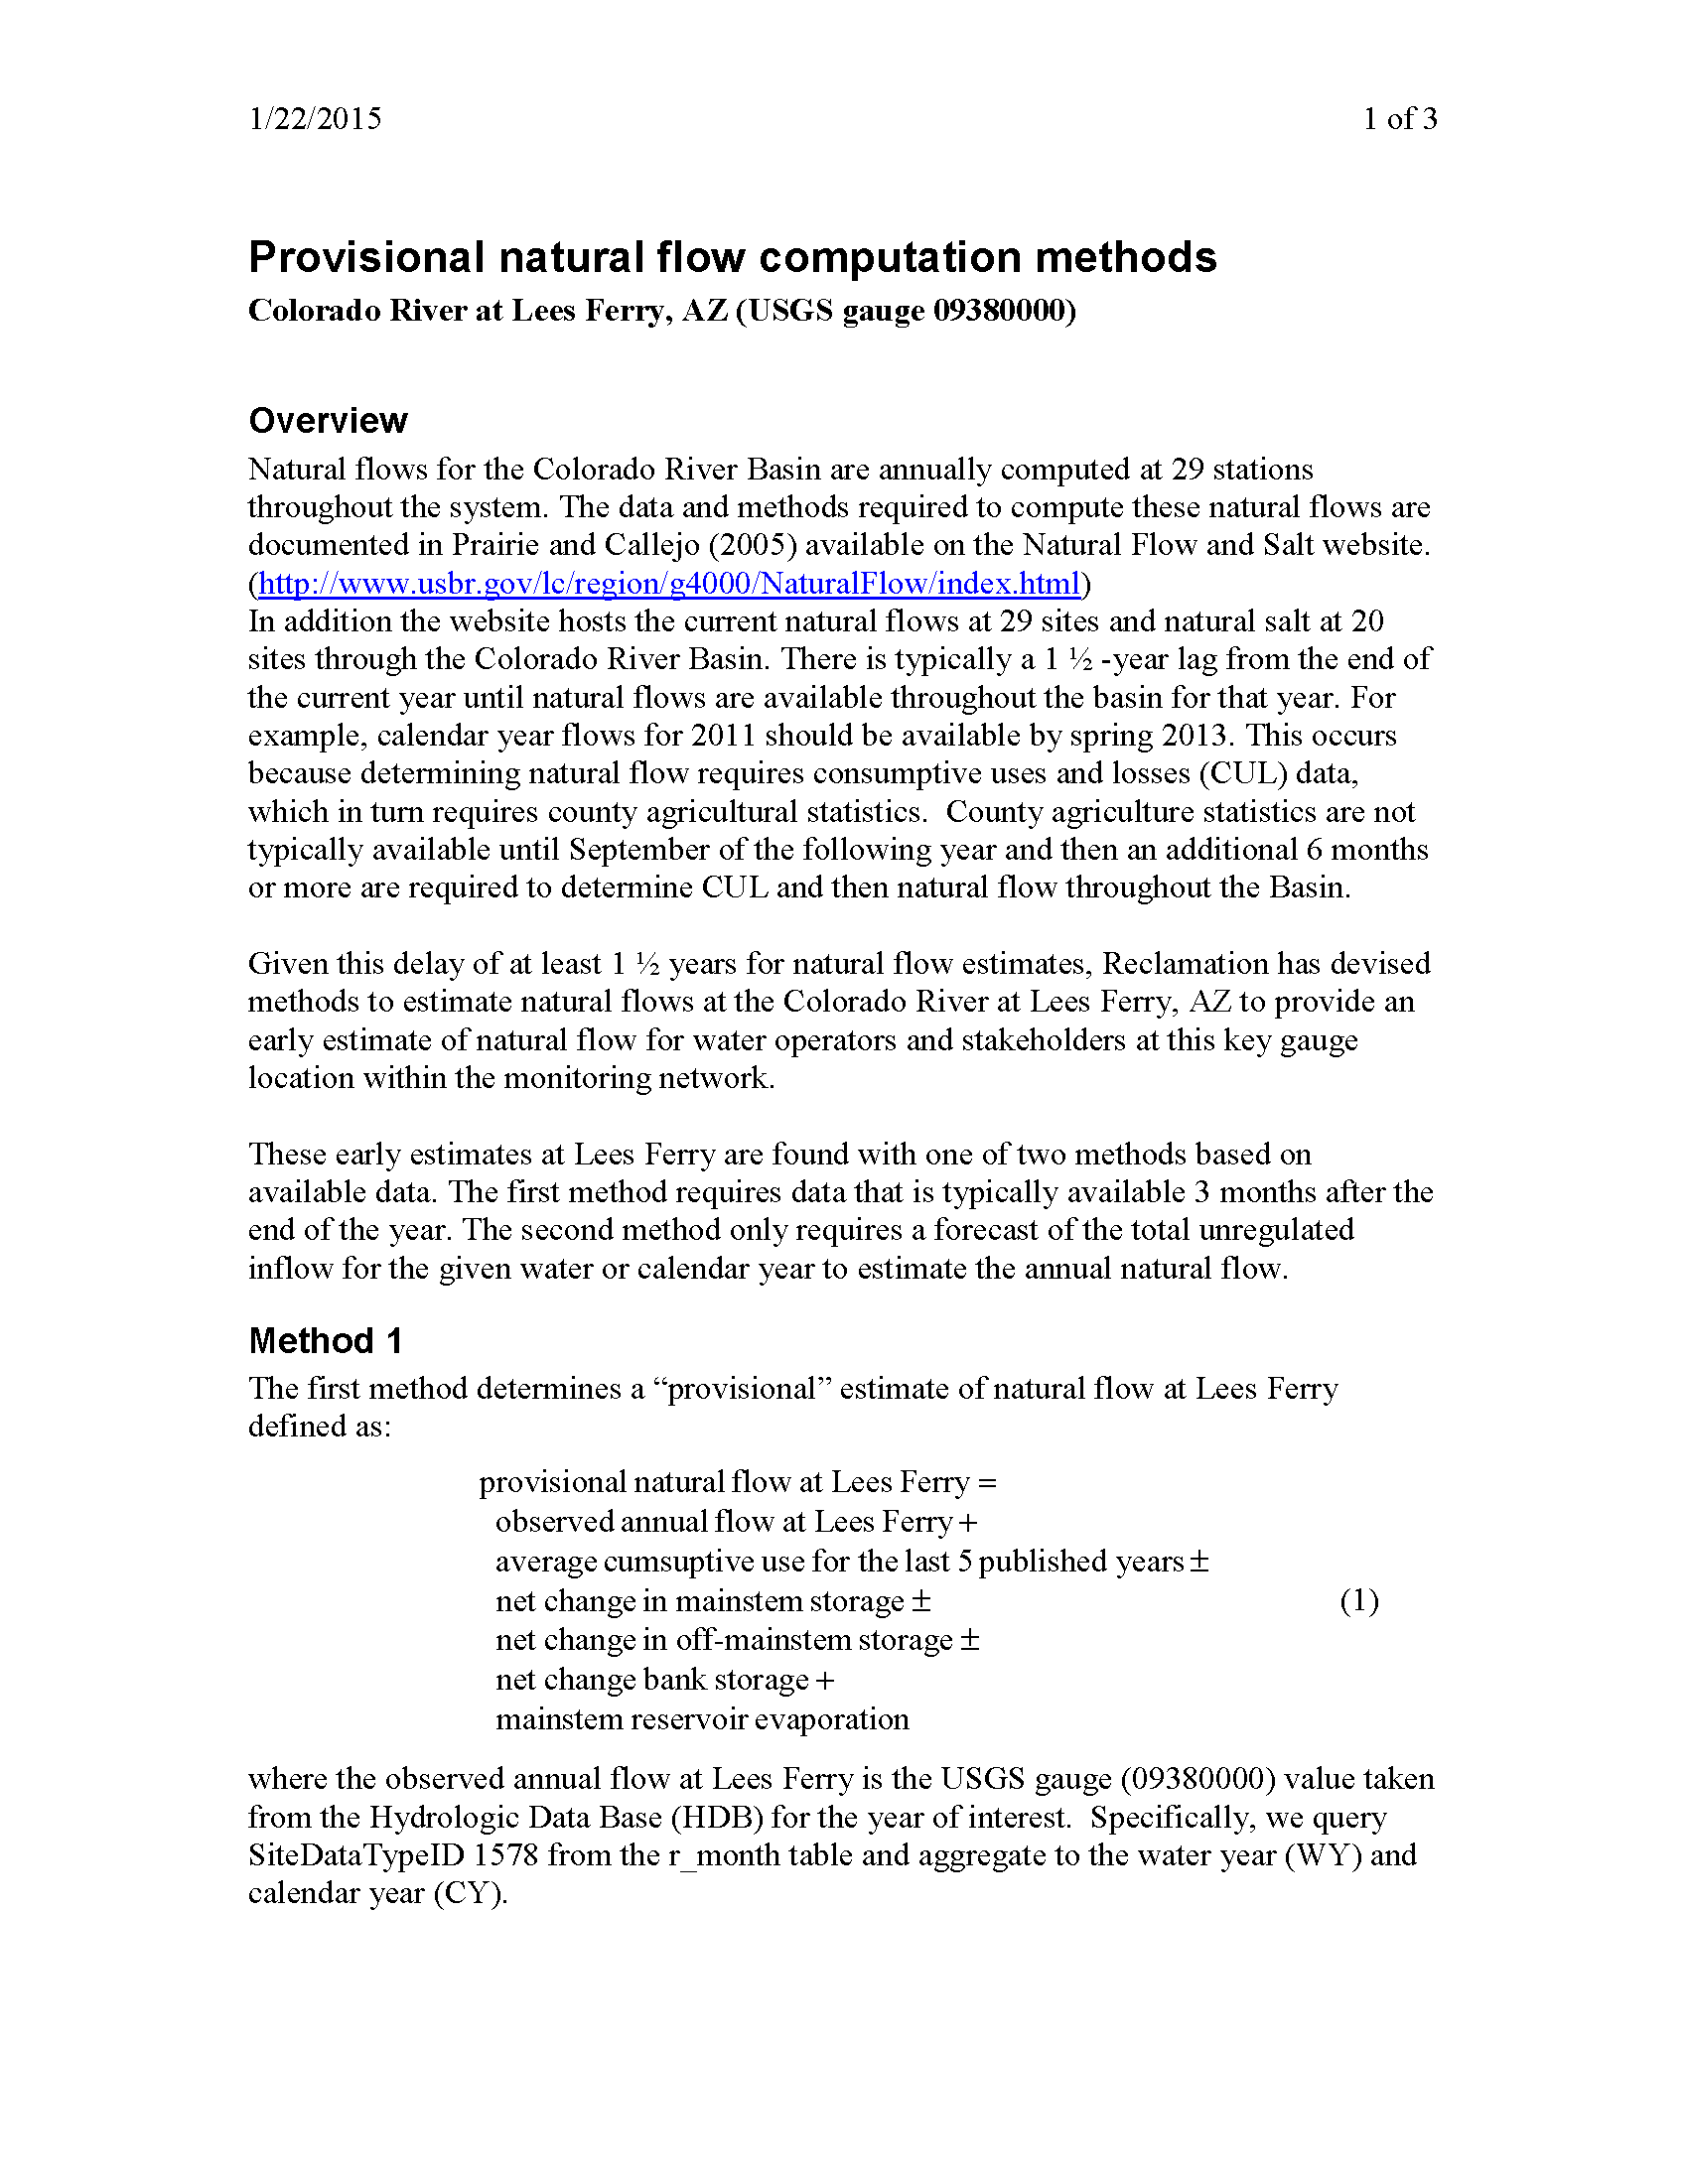 1/22/2015 1 of 3
Provisional natural flow computation methods
Colorado River at Lees Ferry, AZ (USGS gauge 09380000)
Overview
Natural flows for the Colorado River Basin are annually computed at 29 stations
throughout the system. The data and methods required to compute these natural flows are
documented in Prairie and Callejo (2005) available on the Natural Flow and Salt website.
(http://www.usbr.gov/lc/region/g4000/NaturalFlow/index.html)
In addition the website hosts the current natural flows at 29 sites and natural salt at 20
sites through the Colorado River Basin. There is typically a 1 ½ -year lag from the end of
the current year until natural flows are available throughout the basin for that year. For
example, calendar year flows for 2011 should be available by spring 2013. This occurs
because determining natural flow requires consumptive uses and losses (CUL) data,
which in turn requires county agricultural statistics.  County agriculture statistics are not
typically available until September of the following year and then an additional 6 months
or more are required to determine CUL and then natural flow throughout the Basin.
Given this delay of at least 1 ½ years for natural flow estimates, Reclamation has devised
methods to estimate natural flows at the Colorado River at Lees Ferry, AZ to provide an
early estimate of natural flow for water operators and stakeholders at this key gauge
location within the monitoring network.
These early estimates at Lees Ferry are found with one of two methods based on
available data. The first method requires data that is typically available 3 months after the
end of the year. The second method only requires a forecast of the total unregulated
inflow for the given water or calendar year to estimate the annual natural flow.
Method 1
The first method determines a “provisional” estimate of natural flow at Lees Ferry
defined as:
provisional natural flow at Lees Ferry =
observed annual flow at Lees Ferry +
average cumsuptive use for the last 5 published years ±
net change in mainstem storage ± (1)
net change in off-mainstem storage ±
net change bank storage +
mainstem reservoir evaporation
where the observed annual flow at Lees Ferry is the USGS gauge (09380000) value taken
from the Hydrologic Data Base (HDB) for the year of interest.  Specifically, we query
SiteDataTypeID 1578 from the r_month table and aggregate to the water year (WY) and
calendar year (CY).